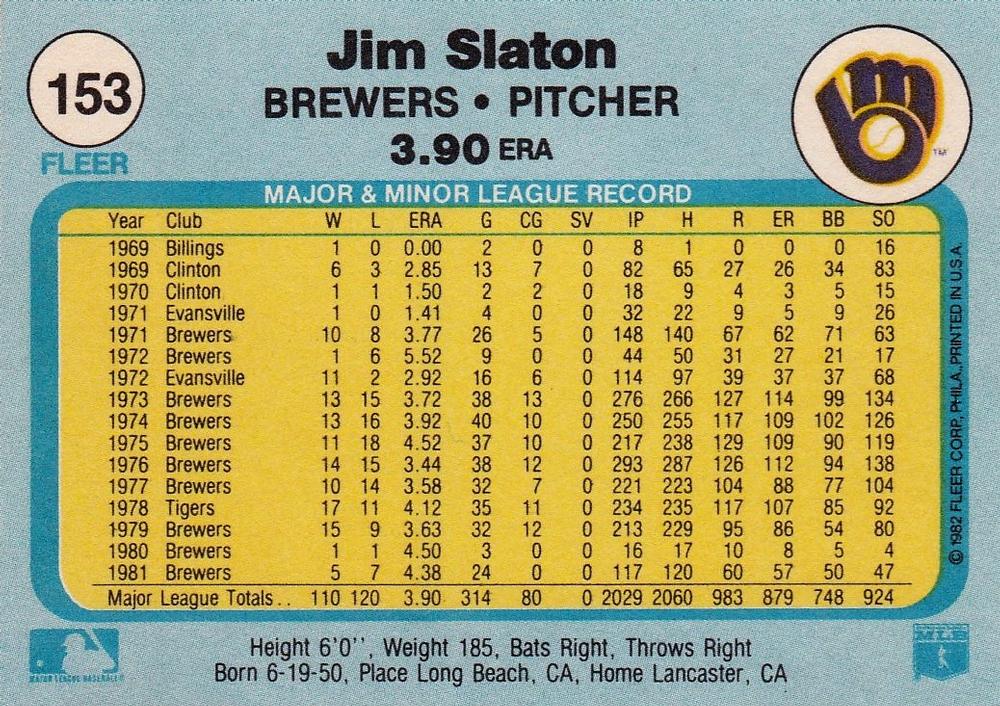 153
FLEER
Jim Slaton
BREWERS • PITCHER
3.90 ERA
TM
MAJOR & MINOR LEAGUE RECORD
Year Club W L ERA G CG SV IP H R ER BB SO
1969 Billings 1 0 0.00 2 0 0 8 1 0 0 0 16
1969 Clinton 6 3 2.85 13 7 0 82 65 27 26 34 83
1970 Clinton 1 1 1.50 2 2 0 18 9 4 3 5 15
1971 Evansville 1 0 1.41 4 0 0 32 22 9 5 9 26
1971 Brewers 10 8 3.77 26 5 0 148 140 67 62 71 63
1972 Brewers 1 6 5.52 9 0 0 44 50 31 27 21 17
1972 Evansville 11 2 2.92 16 6 0 114 97 39 37 37 68
1973 Brewers 13 15 3.72 38 13 0 276 266 127 114 99 134
1974 Brewers 13 16 3.92 40 10 0 250 255 117 109 102 126
1975 Brewers 11 18 4.52 37 10 0 217 238 129 109 90 119
1976 Brewers 14 15 3.44 38 12 0 293 287 126 112 94 138
1977 Brewers 10 14 3.58 32 7 0 221 223 104 88 77 104
1978 Tigers 17 11 4.12 35 11 0 234 235 117 107 85 92
1979 Brewers 15 9 3.63 32 12 0 213 229 95 86 54 80
1980 Brewers 1 1 4.50 3 0 0 16 17 10 8 5 4
1981 Brewers 5 7 4.38 24 0 0 117 120 60 57 50 47
Major League Totals.. 110 120 3.90 314 80 0 2029 2060 983 879 748 924
© 1982 FLEER CORP., PHILA., PRINTED IN U.S.A.
Height 6'0'', Weight 185, Bats Right, Throws Right
Born 6-19-50, Place Long Beach, CA, Home Lancaster, CA
MAJOR LEAGUE BASEBALL
MLB